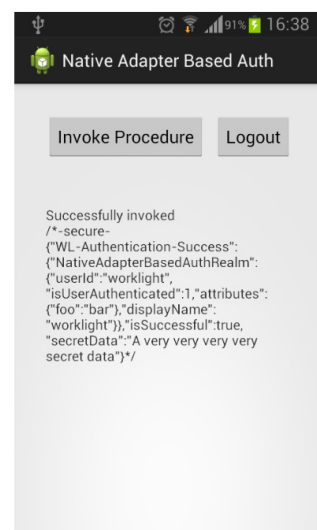 91% 16:38
Native Adapter Based Auth
Invoke Procedure Logout
Successfully invoked
/*-secure-
{"WL-Authentication-Success":
{"NativeAdapterBasedAuthRealm":
{"userId":"worklight",
"isUserAuthenticated":1,"attributes":
{"foo":"bar"},"displayName":
"worklight"}},"isSuccessful":true,
"secretData":"A very very very very
secret data"}*/